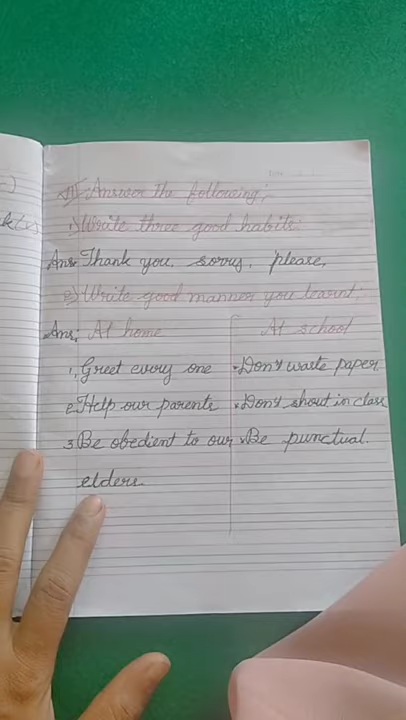 III Answer the following:
1) Write three good habits:
Ans: Thank you, sorry, please,
2) Write good manner you learnt:
Ans: At home
At school
1, Greet every one
Don't waste paper
2 Help our parents
Don't shout in class
3 Be obedient to our
Be punctual.
elders